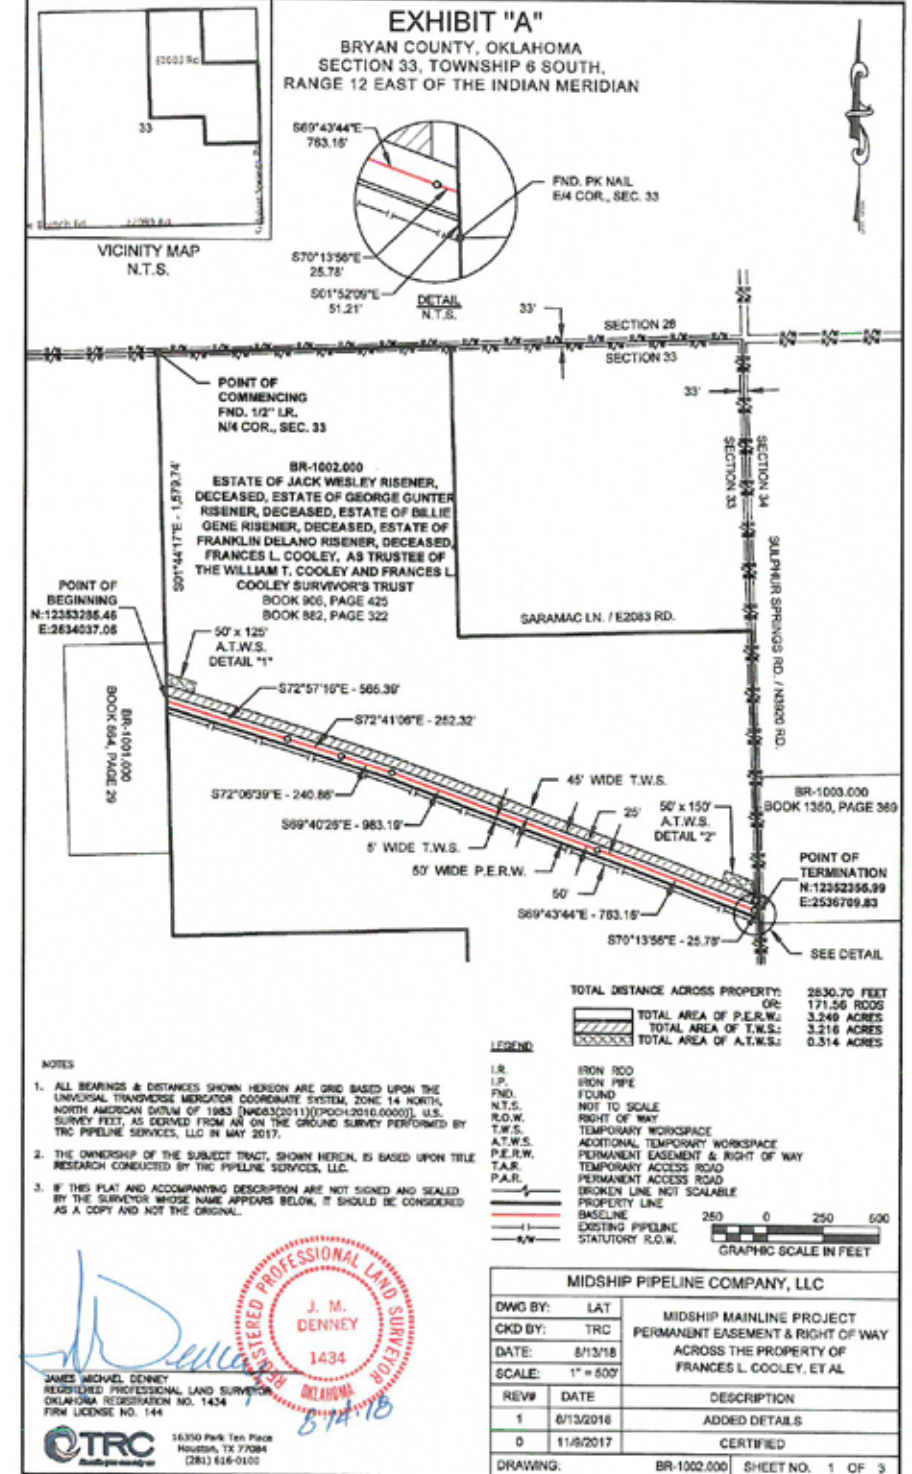 EXHIBIT "A"
BRYAN COUNTY, OKLAHOMA
SECTION 33, TOWNSHIP 6 SOUTH,
RANGE 12 EAST OF THE INDIAN MERIDIAN
33
VICINITY MAP
N.T.S.
S69°43'44"E
763.16'
FND. PK NAIL
E/4 COR., SEC. 33
S70°13'56"E
25.78'
S01°52'09"E
51.21'
DETAIL
N.T.S.
33'
SECTION 28
SECTION 33
33'
POINT OF
COMMENCING
FND. 1/2" I.R.
N/4 COR., SEC. 33
SECTION 34
SECTION 33
S01°44'17"E - 1,579.74'
BR-1002.000
ESTATE OF JACK WESLEY RISENER,
DECEASED, ESTATE OF GEORGE GUNTER
RISENER, DECEASED, ESTATE OF BILLIE
GENE RISENER, DECEASED, ESTATE OF
FRANKLIN DELANO RISENER, DECEASED,
FRANCES L. COOLEY, AS TRUSTEE OF
THE WILLIAM T. COOLEY AND FRANCES L.
COOLEY SURVIVOR'S TRUST
BOOK 906, PAGE 425
BOOK 882, PAGE 322
SULPHUR SPRINGS RD. / N3920 RD.
SARAMAC LN. / E2083 RD.
POINT OF
BEGINNING
N:12353285.46
E:2534037.05
50' x 125'
A.T.W.S.
DETAIL "1"
BR-1001.000
BOOK 664, PAGE 29
S72°57'16"E - 565.39'
S72°41'06"E - 252.32'
S72°06'39"E - 240.86'
S69°40'26"E - 983.19'
5' WIDE T.W.S.
50' WIDE P.E.R.W.
45' WIDE T.W.S.
25'
50'
50' x 150'
A.T.W.S.
DETAIL "2"
BR-1003.000
BOOK 1350, PAGE 369
POINT OF
TERMINATION
N:12352356.99
E:2536709.83
S69°43'44"E - 763.16'
S70°13'56"E - 25.78'
SEE DETAIL
TOTAL DISTANCE ACROSS PROPERTY: 2830.70 FEET
OR: 171.56 RODS
TOTAL AREA OF P.E.R.W.: 3.249 ACRES
TOTAL AREA OF T.W.S.: 3.216 ACRES
TOTAL AREA OF A.T.W.S.: 0.314 ACRES
LEGEND
I.R. IRON ROD
I.P. IRON PIPE
FND. FOUND
N.T.S. NOT TO SCALE
R.O.W. RIGHT OF WAY
T.W.S. TEMPORARY WORKSPACE
A.T.W.S. ADDITIONAL TEMPORARY WORKSPACE
P.E.R.W. PERMANENT EASEMENT & RIGHT OF WAY
T.A.R. TEMPORARY ACCESS ROAD
P.A.R. PERMANENT ACCESS ROAD
BROKEN LINE NOT SCALABLE
PROPERTY LINE
BASELINE
EXISTING PIPELINE
R/W STATUTORY R.O.W.
250 0 250 500
GRAPHIC SCALE IN FEET
NOTES
1. ALL BEARINGS & DISTANCES SHOWN HEREON ARE GRID BASED UPON THE
UNIVERSAL TRANSVERSE MERCATOR COORDINATE SYSTEM, ZONE 14 NORTH,
NORTH AMERICAN DATUM OF 1983 [NAD83(2011)(EPOCH:2010.0000)], U.S.
SURVEY FEET, AS DERIVED FROM AN ON THE GROUND SURVEY PERFORMED BY
TRC PIPELINE SERVICES, LLC IN MAY 2017.
2. THE OWNERSHIP OF THE SUBJECT TRACT, SHOWN HEREIN, IS BASED UPON TITLE
RESEARCH CONDUCTED BY TRC PIPELINE SERVICES, LLC.
3. IF THIS PLAT AND ACCOMPANYING DESCRIPTION ARE NOT SIGNED AND SEALED
BY THE SURVEYOR WHOSE NAME APPEARS BELOW, IT SHOULD BE CONSIDERED
AS A COPY AND NOT THE ORIGINAL.
REGISTERED PROFESSIONAL LAND SURVEYOR
J. M.
DENNEY
1434
OKLAHOMA
8-14-18
JAMES MICHAEL DENNEY
REGISTERED PROFESSIONAL LAND SURVEYOR
OKLAHOMA REGISTRATION NO. 1434
FIRM LICENSE NO. 144
TRC
16350 Park Ten Place
Houston, TX 77084
(281) 616-0100
MIDSHIP PIPELINE COMPANY, LLC
DWG BY: LAT
CKD BY: TRC
DATE: 8/13/18
SCALE: 1" = 500'
MIDSHIP MAINLINE PROJECT
PERMANENT EASEMENT & RIGHT OF WAY
ACROSS THE PROPERTY OF
FRANCES L. COOLEY, ET AL
REV# DATE DESCRIPTION
1 8/13/2018 ADDED DETAILS
0 11/8/2017 CERTIFIED
DRAWING: BR-1002.000 SHEET NO. 1 OF 3